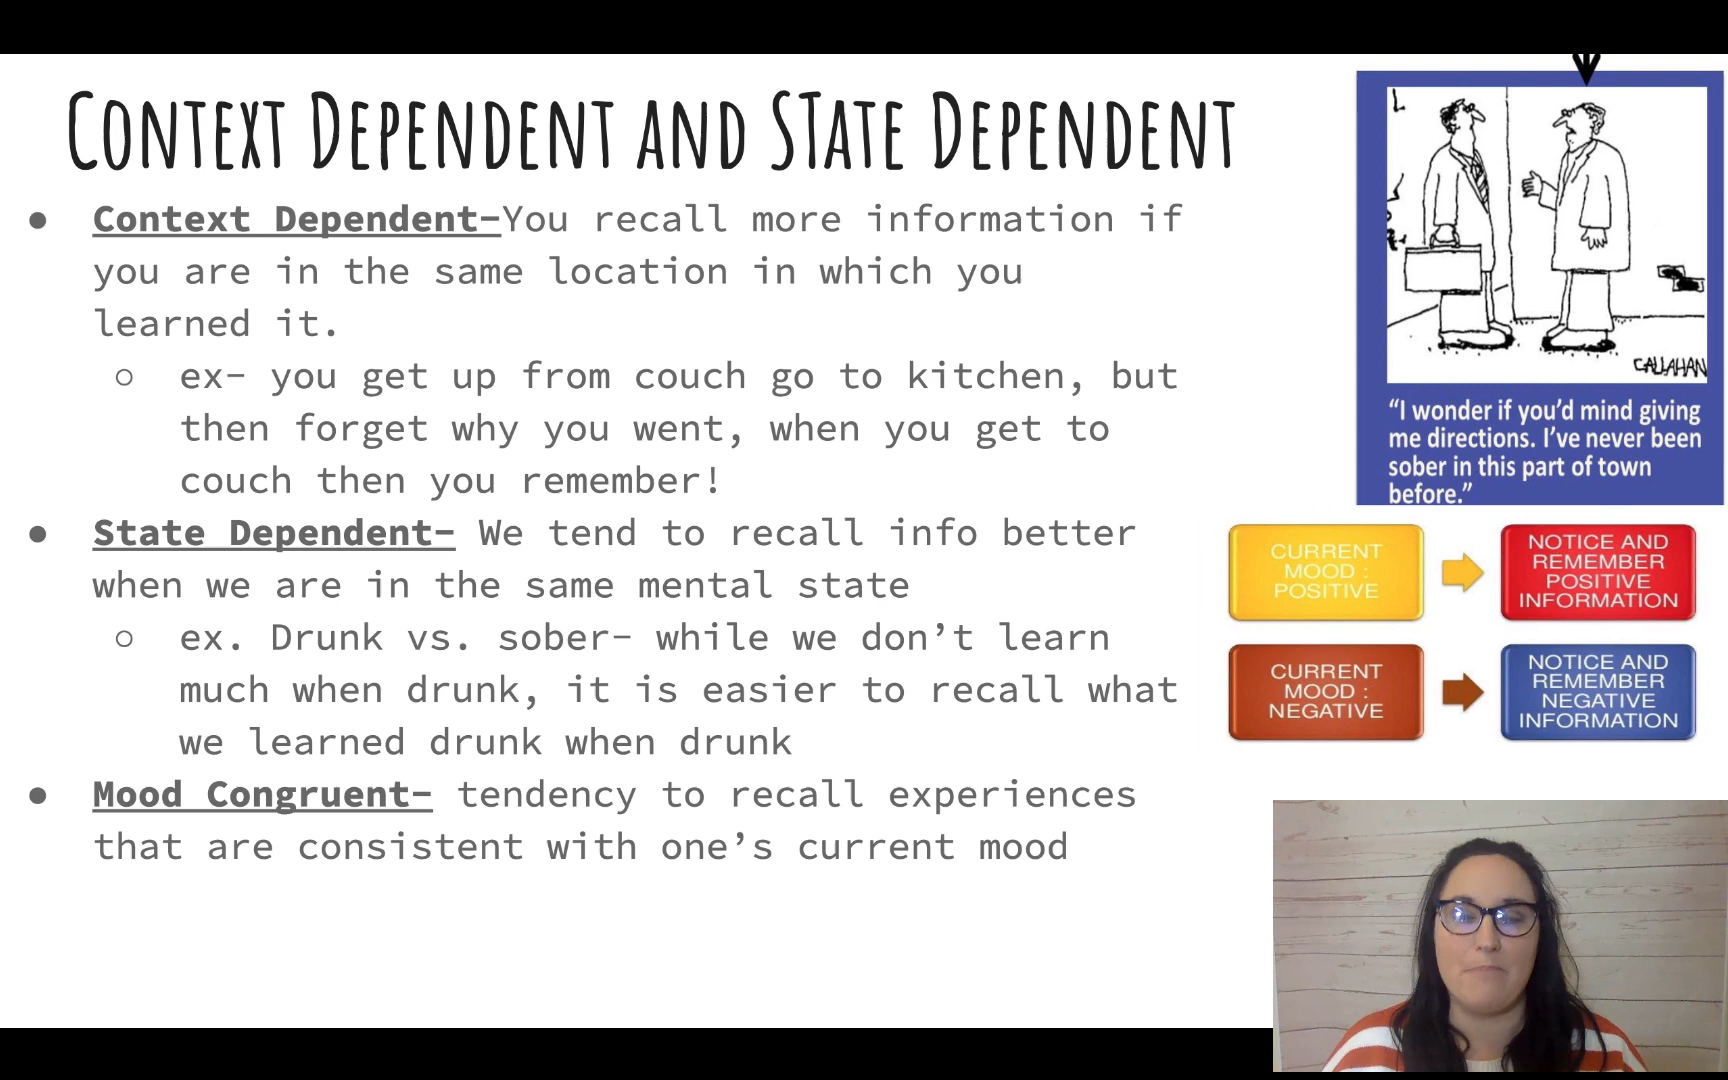 CONTEXT DEPENDENT AND STATE DEPENDENT
● Context Dependent-You recall more information if
you are in the same location in which you
learned it.
○ ex- you get up from couch go to kitchen, but
then forget why you went, when you get to
couch then you remember!
● State Dependent- We tend to recall info better
when we are in the same mental state
○ ex. Drunk vs. sober- while we don’t learn
much when drunk, it is easier to recall what
we learned drunk when drunk
● Mood Congruent- tendency to recall experiences
that are consistent with one’s current mood
CALLAHAN
“I wonder if you’d mind giving
me directions. I’ve never been
sober in this part of town
before.”
CURRENT
MOOD :
POSITIVE
NOTICE AND
REMEMBER
POSITIVE
INFORMATION
CURRENT
MOOD :
NEGATIVE
NOTICE AND
REMEMBER
NEGATIVE
INFORMATION